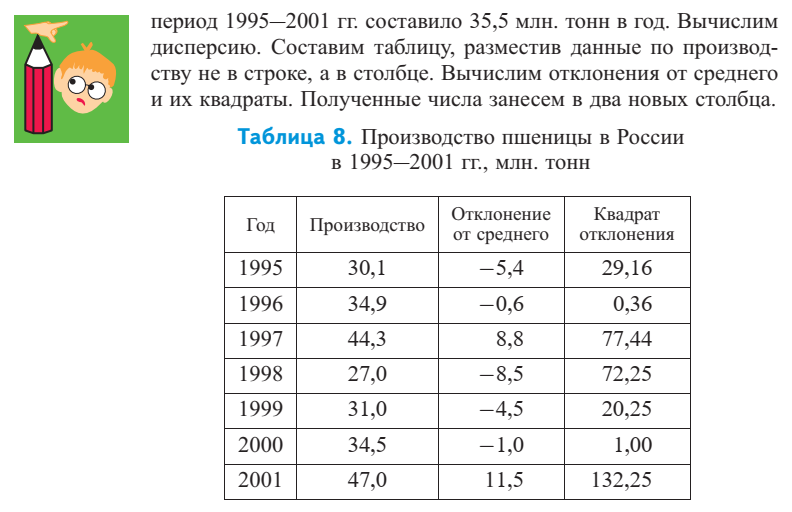 период 1995—2001 гг. составило 35,5 млн. тонн в год. Вычислим
дисперсию. Составим таблицу, разместив данные по производ-
ству не в строке, а в столбце. Вычислим отклонения от среднего
и их квадраты. Полученные числа занесем в два новых столбца.
Таблица 8. Производство пшеницы в России
в 1995—2001 гг., млн. тонн
Год Производство Отклонение от среднего Квадрат отклонения
1995 30,1 —5,4 29,16
1996 34,9 —0,6 0,36
1997 44,3 8,8 77,44
1998 27,0 —8,5 72,25
1999 31,0 —4,5 20,25
2000 34,5 —1,0 1,00
2001 47,0 11,5 132,25